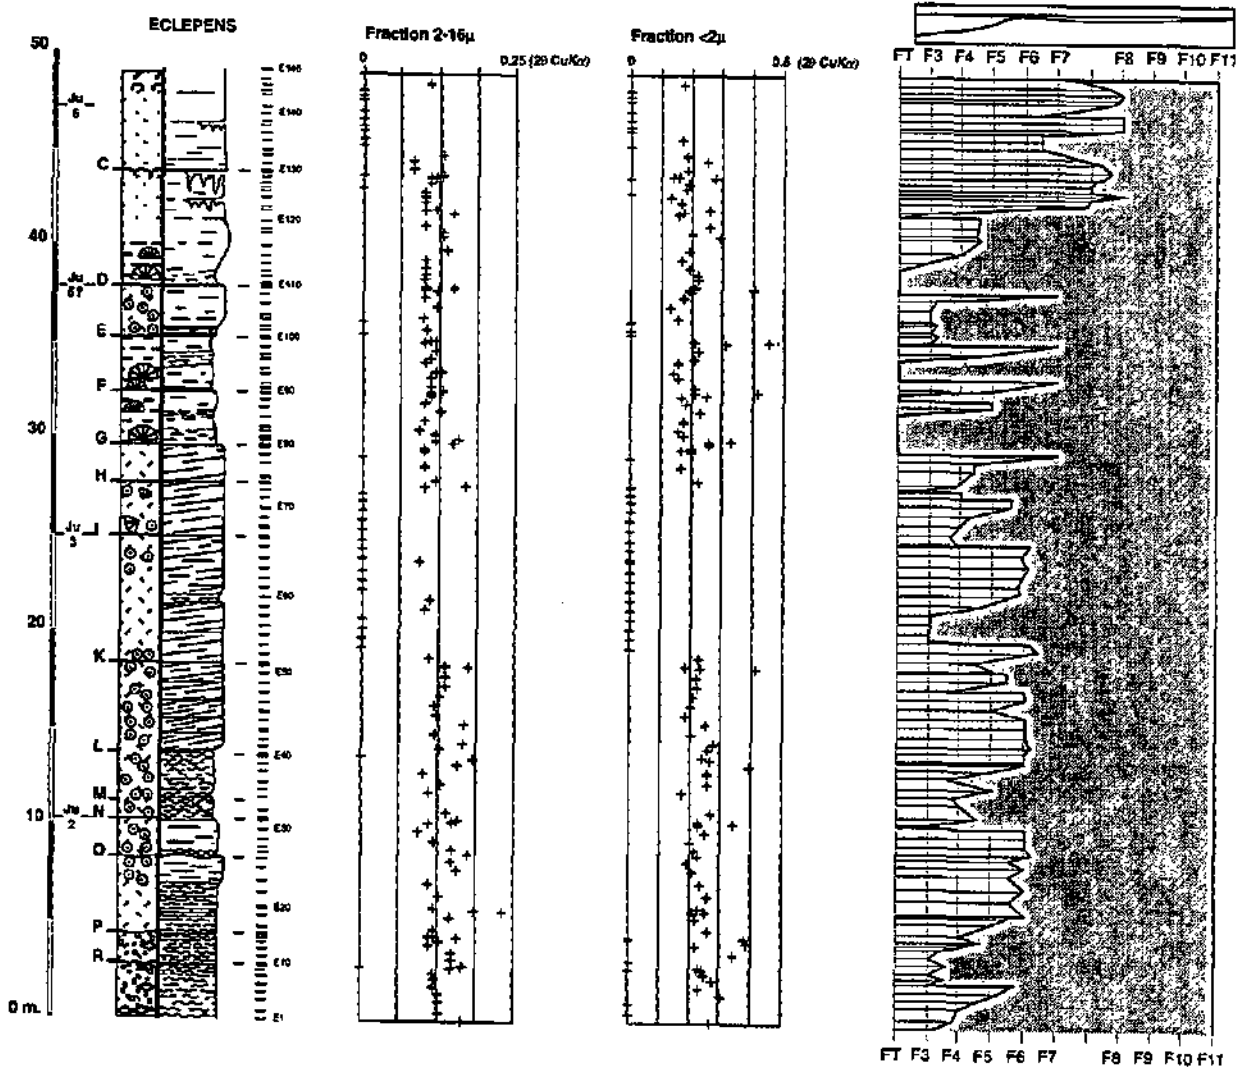 ECLEPENS
Fraction 2-16µ
Fraction <2µ
0 0.25 (2θ CuKα)
0 0.5 (2θ CuKα)
FT F3 F4 F5 F6 F7 F8 F9 F10 F11
50
40
30
20
10
0 m.
Ju 6
Ju
Ju 3
Ju 2
C
D
E
F
G
H
I
K
L
M
N
O
P
R
E140
E130
E120
E110
E100
E90
E80
E70
E60
E50
E40
E30
E20
E10
E1
FT F3 F4 F5 F6 F7 F8 F9 F10 F11